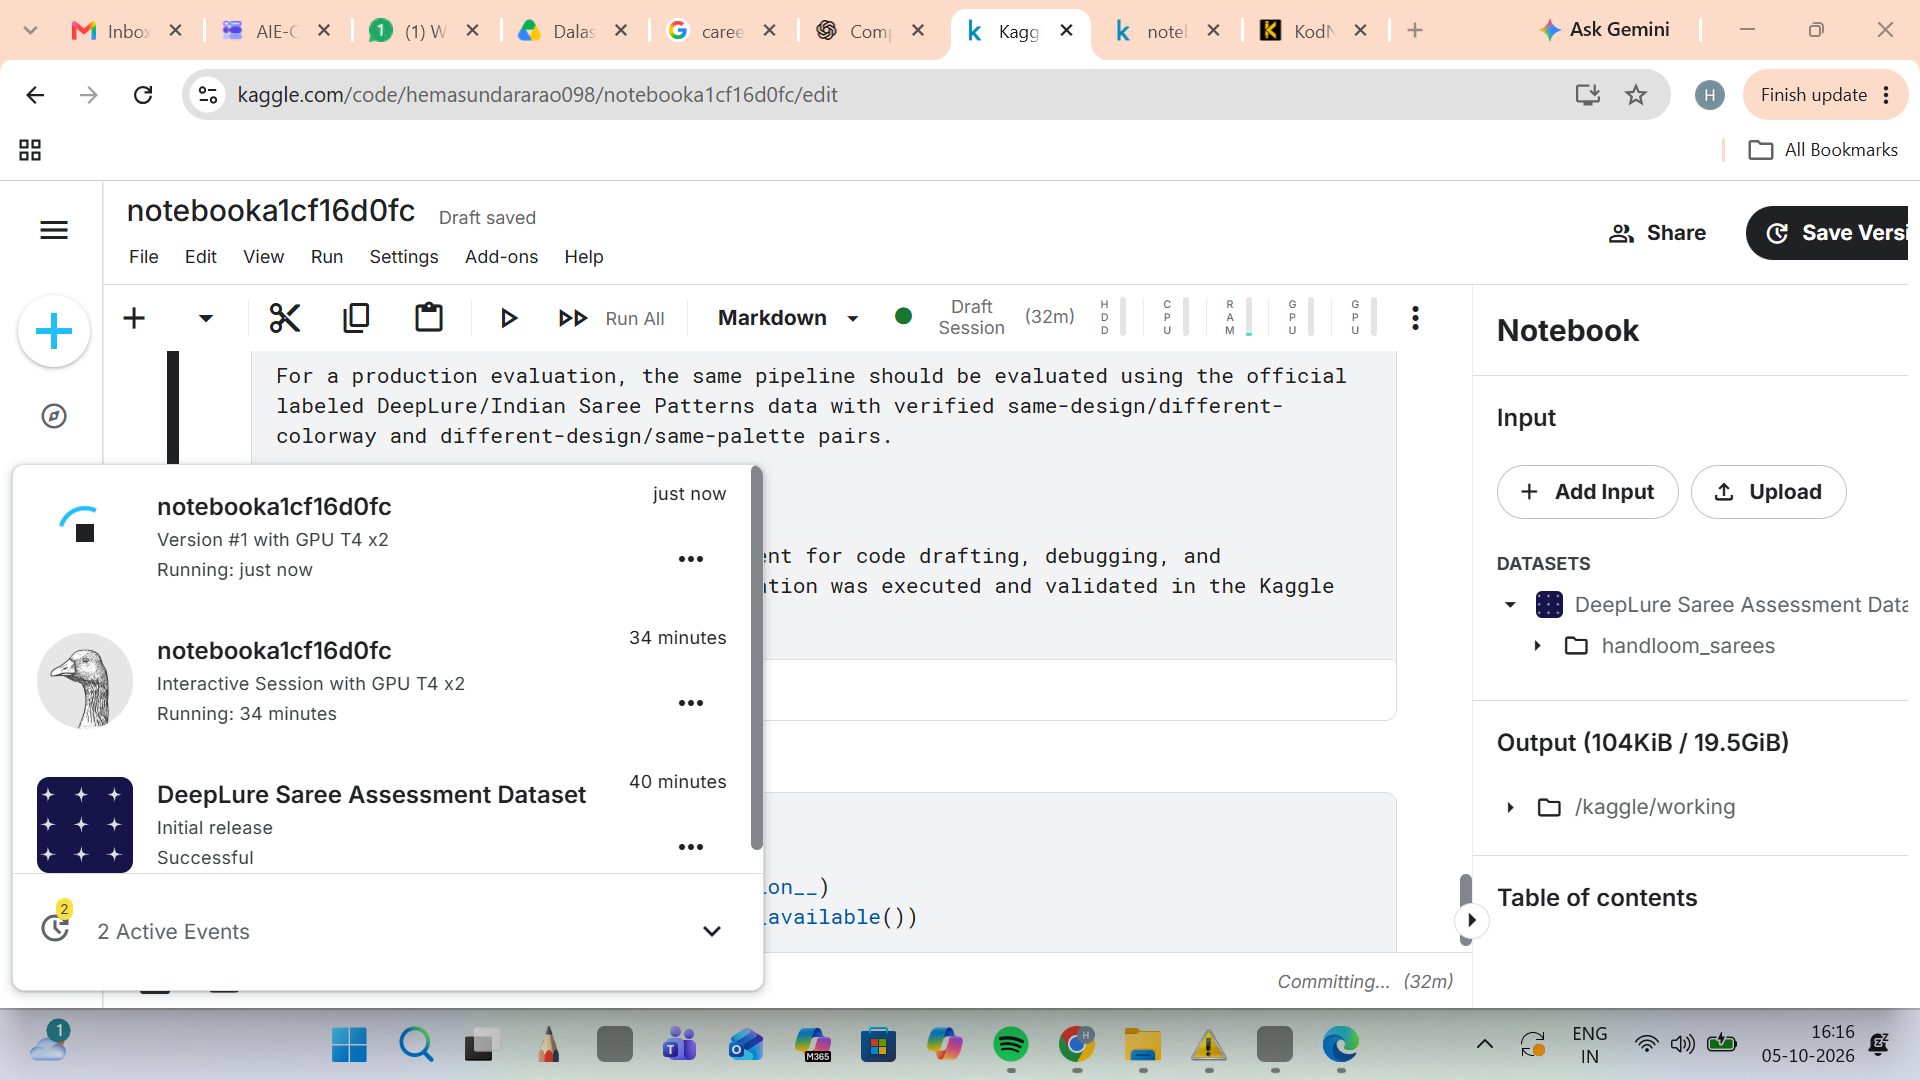 Inbo
AIE-C
(1) W
Dalas
caree
Comp
Kagg
note
KodN
Ask Gemini
kaggle.com/code/hemasundararao098/notebooka1cf16d0fc/edit
H
Finish update
All Bookmarks
notebooka1cf16d0fc
Draft saved
File
Edit
View
Run
Settings
Add-ons
Help
Share
Save Versi
Run All
Markdown
Draft
Session
(32m)
HDD
CPU
RAM
GPU
GPU
For a production evaluation, the same pipeline should be evaluated using the official
labeled DeepLure/Indian Saree Patterns data with verified same-design/different-
colorway and different-design/same-palette pairs.
ent for code drafting, debugging, and
ation was executed and validated in the Kaggle
ion__)
available())
notebooka1cf16d0fc
just now
Version #1 with GPU T4 x2
Running: just now
notebooka1cf16d0fc
34 minutes
Interactive Session with GPU T4 x2
Running: 34 minutes
DeepLure Saree Assessment Dataset
40 minutes
Initial release
Successful
2
2 Active Events
Committing... (32m)
Notebook
Input
Add Input
Upload
DATASETS
DeepLure Saree Assessment Data
handloom_sarees
Output (104KiB / 19.5GiB)
/kaggle/working
Table of contents
1
M365
H
ENG
IN
16:16
05-10-2026